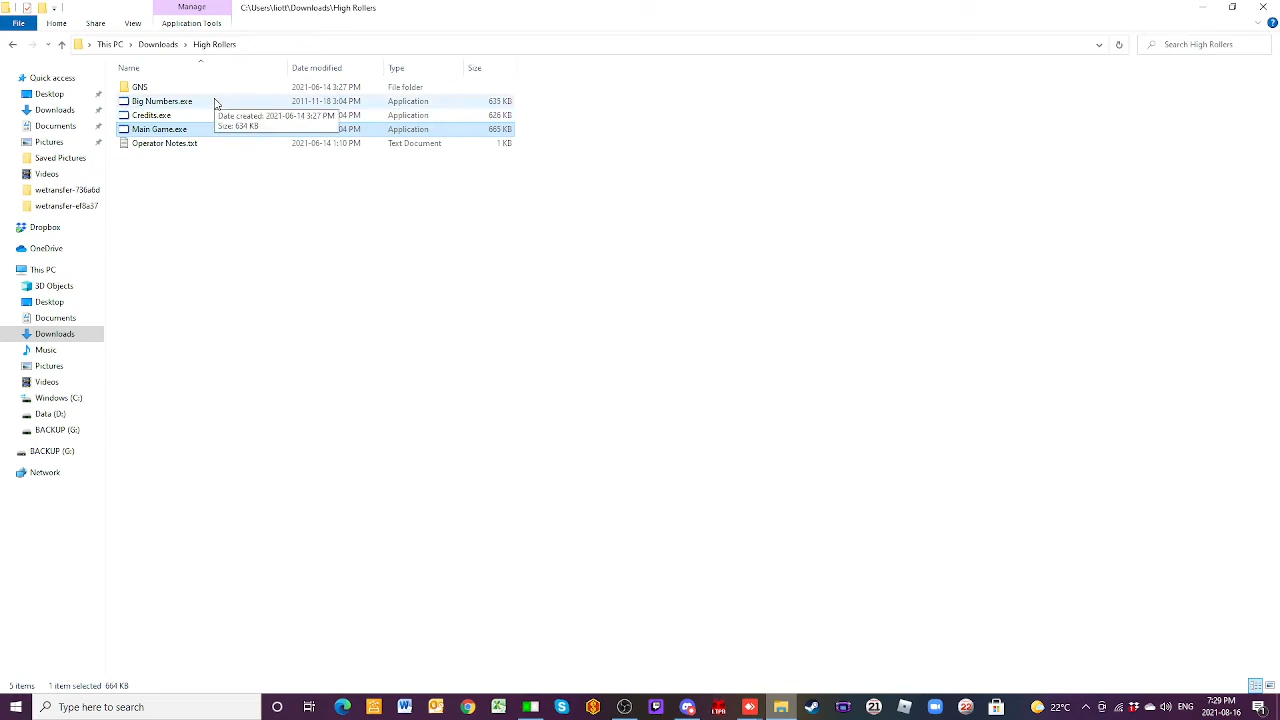 Manage
C:\Users\liott\Downloads\High Rollers
File
Home
Share
View
Application Tools
This PC
Downloads
High Rollers
Search High Rollers
Name
Date modified
Type
Size
GNS
2021-06-14 3:27 PM
File folder
Big Numbers.exe
2011-11-18 3:04 PM
Application
635 KB
Credits.exe
04 PM
Application
626 KB
Main Game.exe
04 PM
Application
665 KB
Operator Notes.txt
2021-06-14 1:10 PM
Text Document
1 KB
Date created: 2021-06-14 3:27 PM
Size: 634 KB
Quick access
Desktop
Downloads
Documents
Pictures
Saved Pictures
Videos
wetransfer-736a6d
wetransfer-ef8a37
Dropbox
OneDrive
This PC
3D Objects
Desktop
Documents
Downloads
Music
Pictures
Videos
Windows (C:)
Data (D:)
BACKUP (G:)
BACKUP (G:)
Network
5 items
1 item selected 664 KB
Type here to search
LTPB
21
22
22°C
ENG
7:29 PM
2021-08-16